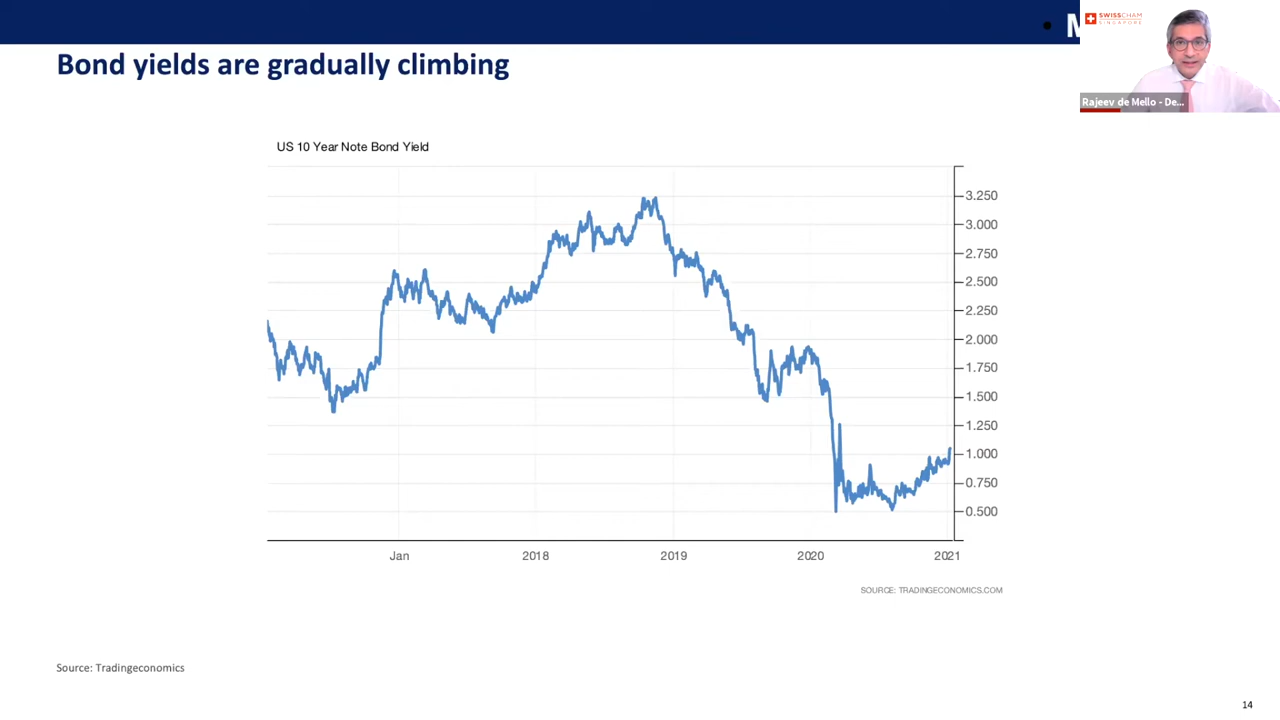 SWISSCHAM
SINGAPORE
Rajeev de Mello - De...
Bond yields are gradually climbing
US 10 Year Note Bond Yield
3.250
3.000
2.750
2.500
2.250
2.000
1.750
1.500
1.250
1.000
0.750
0.500
Jan 2018 2019 2020 2021
SOURCE: TRADINGECONOMICS.COM
Source: Tradingeconomics
14